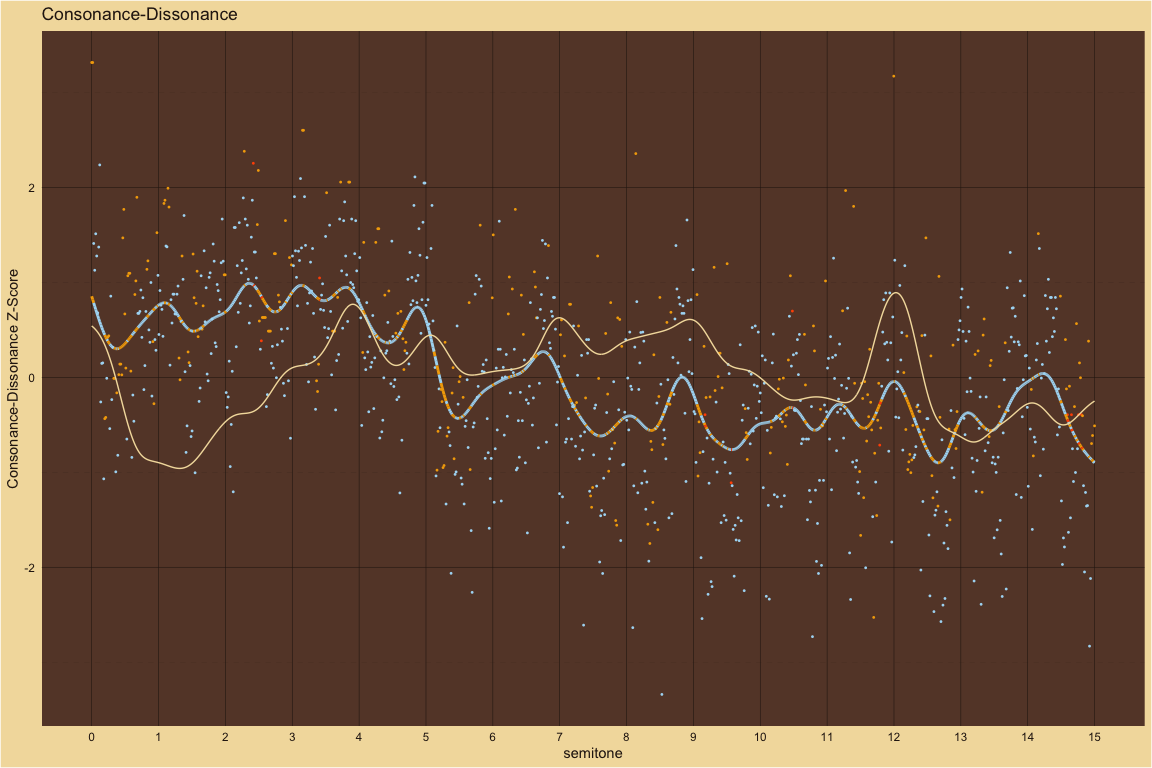 Consonance-Dissonance
Consonance-Dissonance Z-Score
2
0
-2
0 1 2 3 4 5 6 7 8 9 10 11 12 13 14 15
semitone